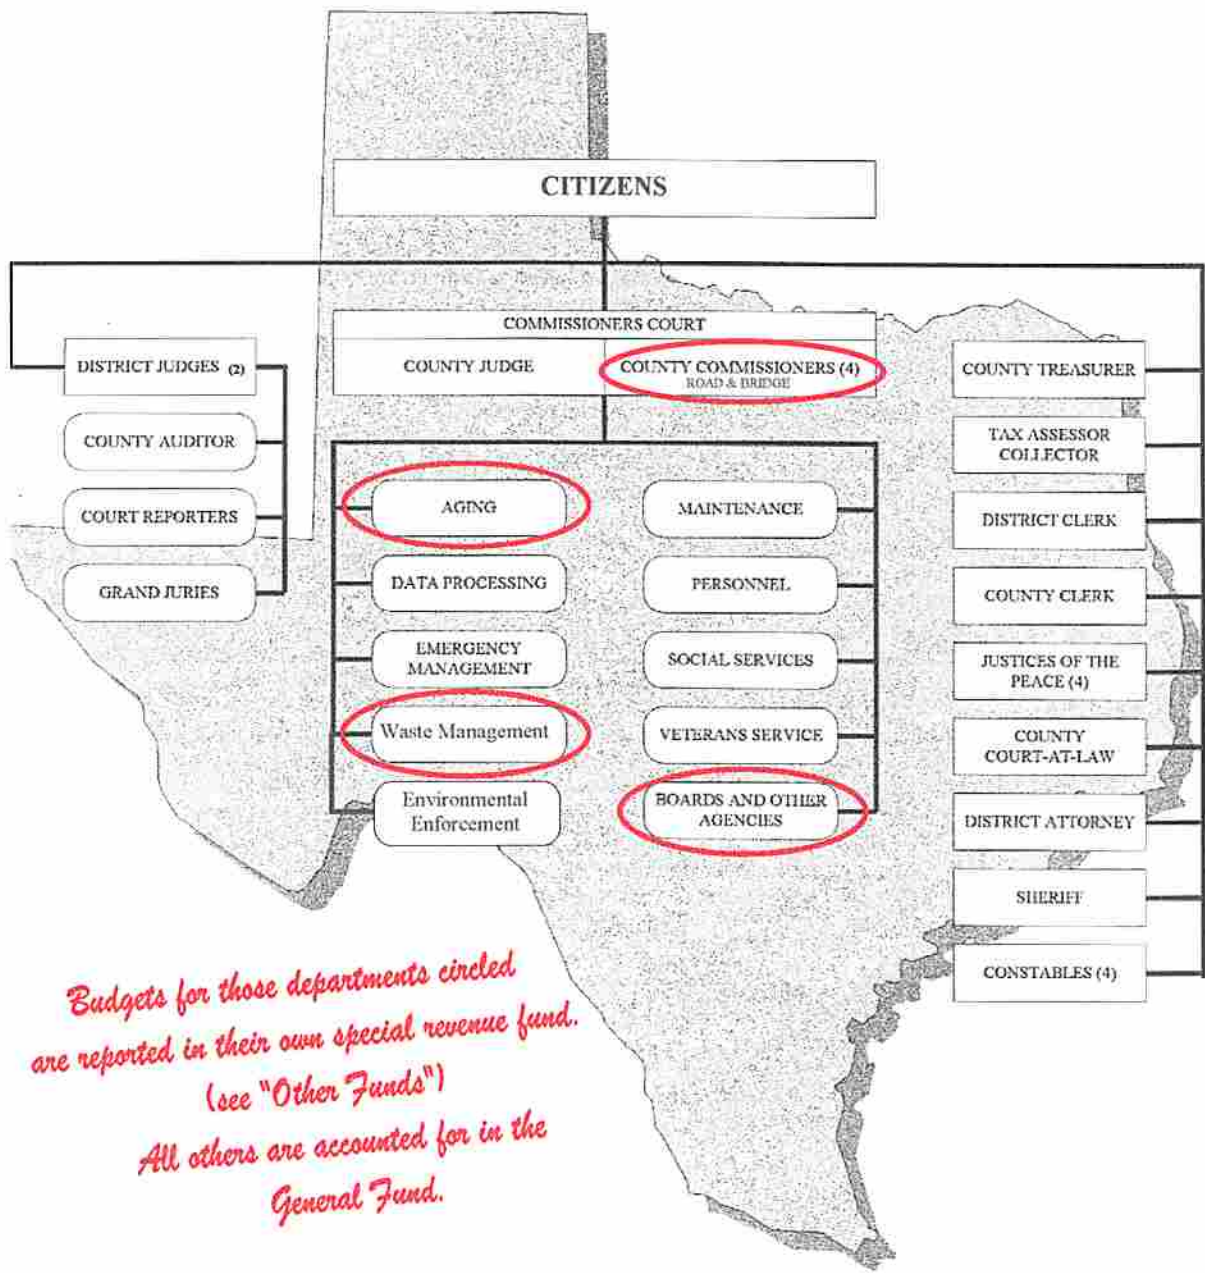 CITIZENS
COMMISSIONERS COURT
COUNTY JUDGE
COUNTY COMMISSIONERS (4)
ROAD & BRIDGE
DISTRICT JUDGES (2)
COUNTY AUDITOR
COURT REPORTERS
GRAND JURIES
AGING
DATA PROCESSING
EMERGENCY
MANAGEMENT
Waste Management
Environmental
Enforcement
MAINTENANCE
PERSONNEL
SOCIAL SERVICES
VETERANS SERVICE
BOARDS AND OTHER
AGENCIES
COUNTY TREASURER
TAX ASSESSOR
COLLECTOR
DISTRICT CLERK
COUNTY CLERK
JUSTICES OF THE
PEACE (4)
COUNTY
COURT-AT-LAW
DISTRICT ATTORNEY
SHERIFF
CONSTABLES (4)
Budgets for those departments circled
are reported in their own special revenue fund.
(see "Other Funds")
All others are accounted for in the
General Fund.